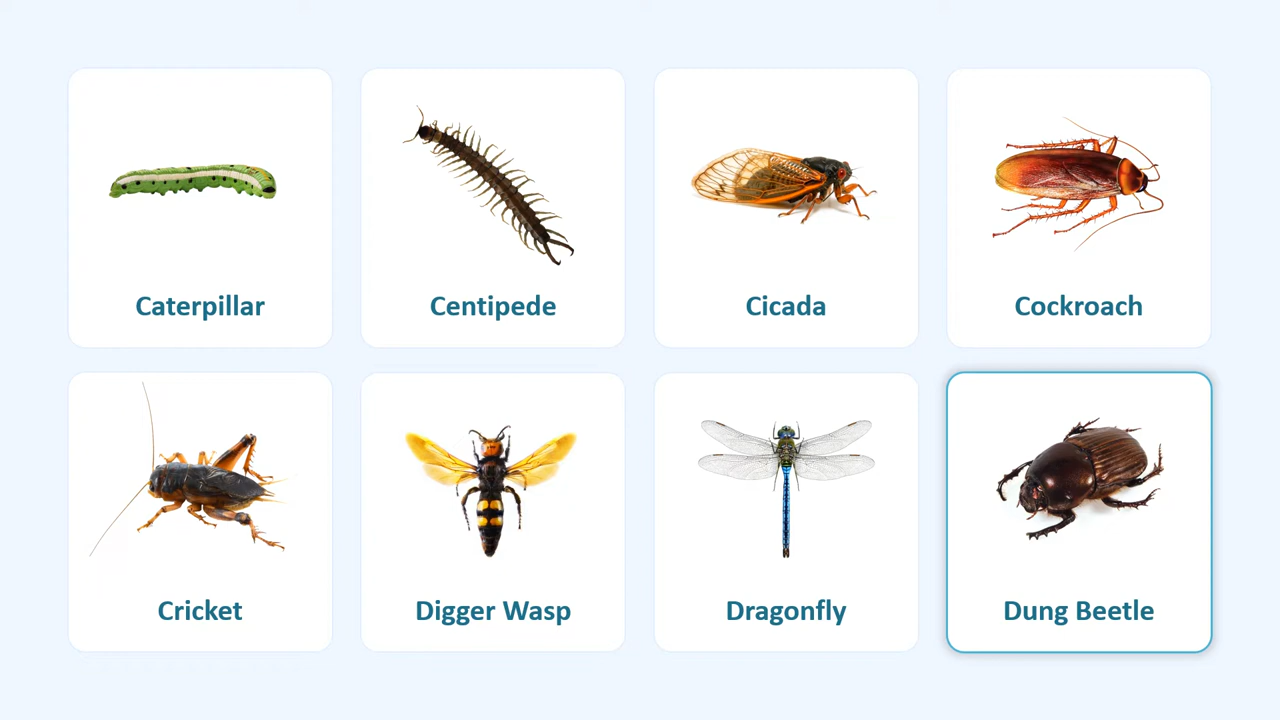 Caterpillar
Centipede
Cicada
Cockroach
Cricket
Digger Wasp
Dragonfly
Dung Beetle